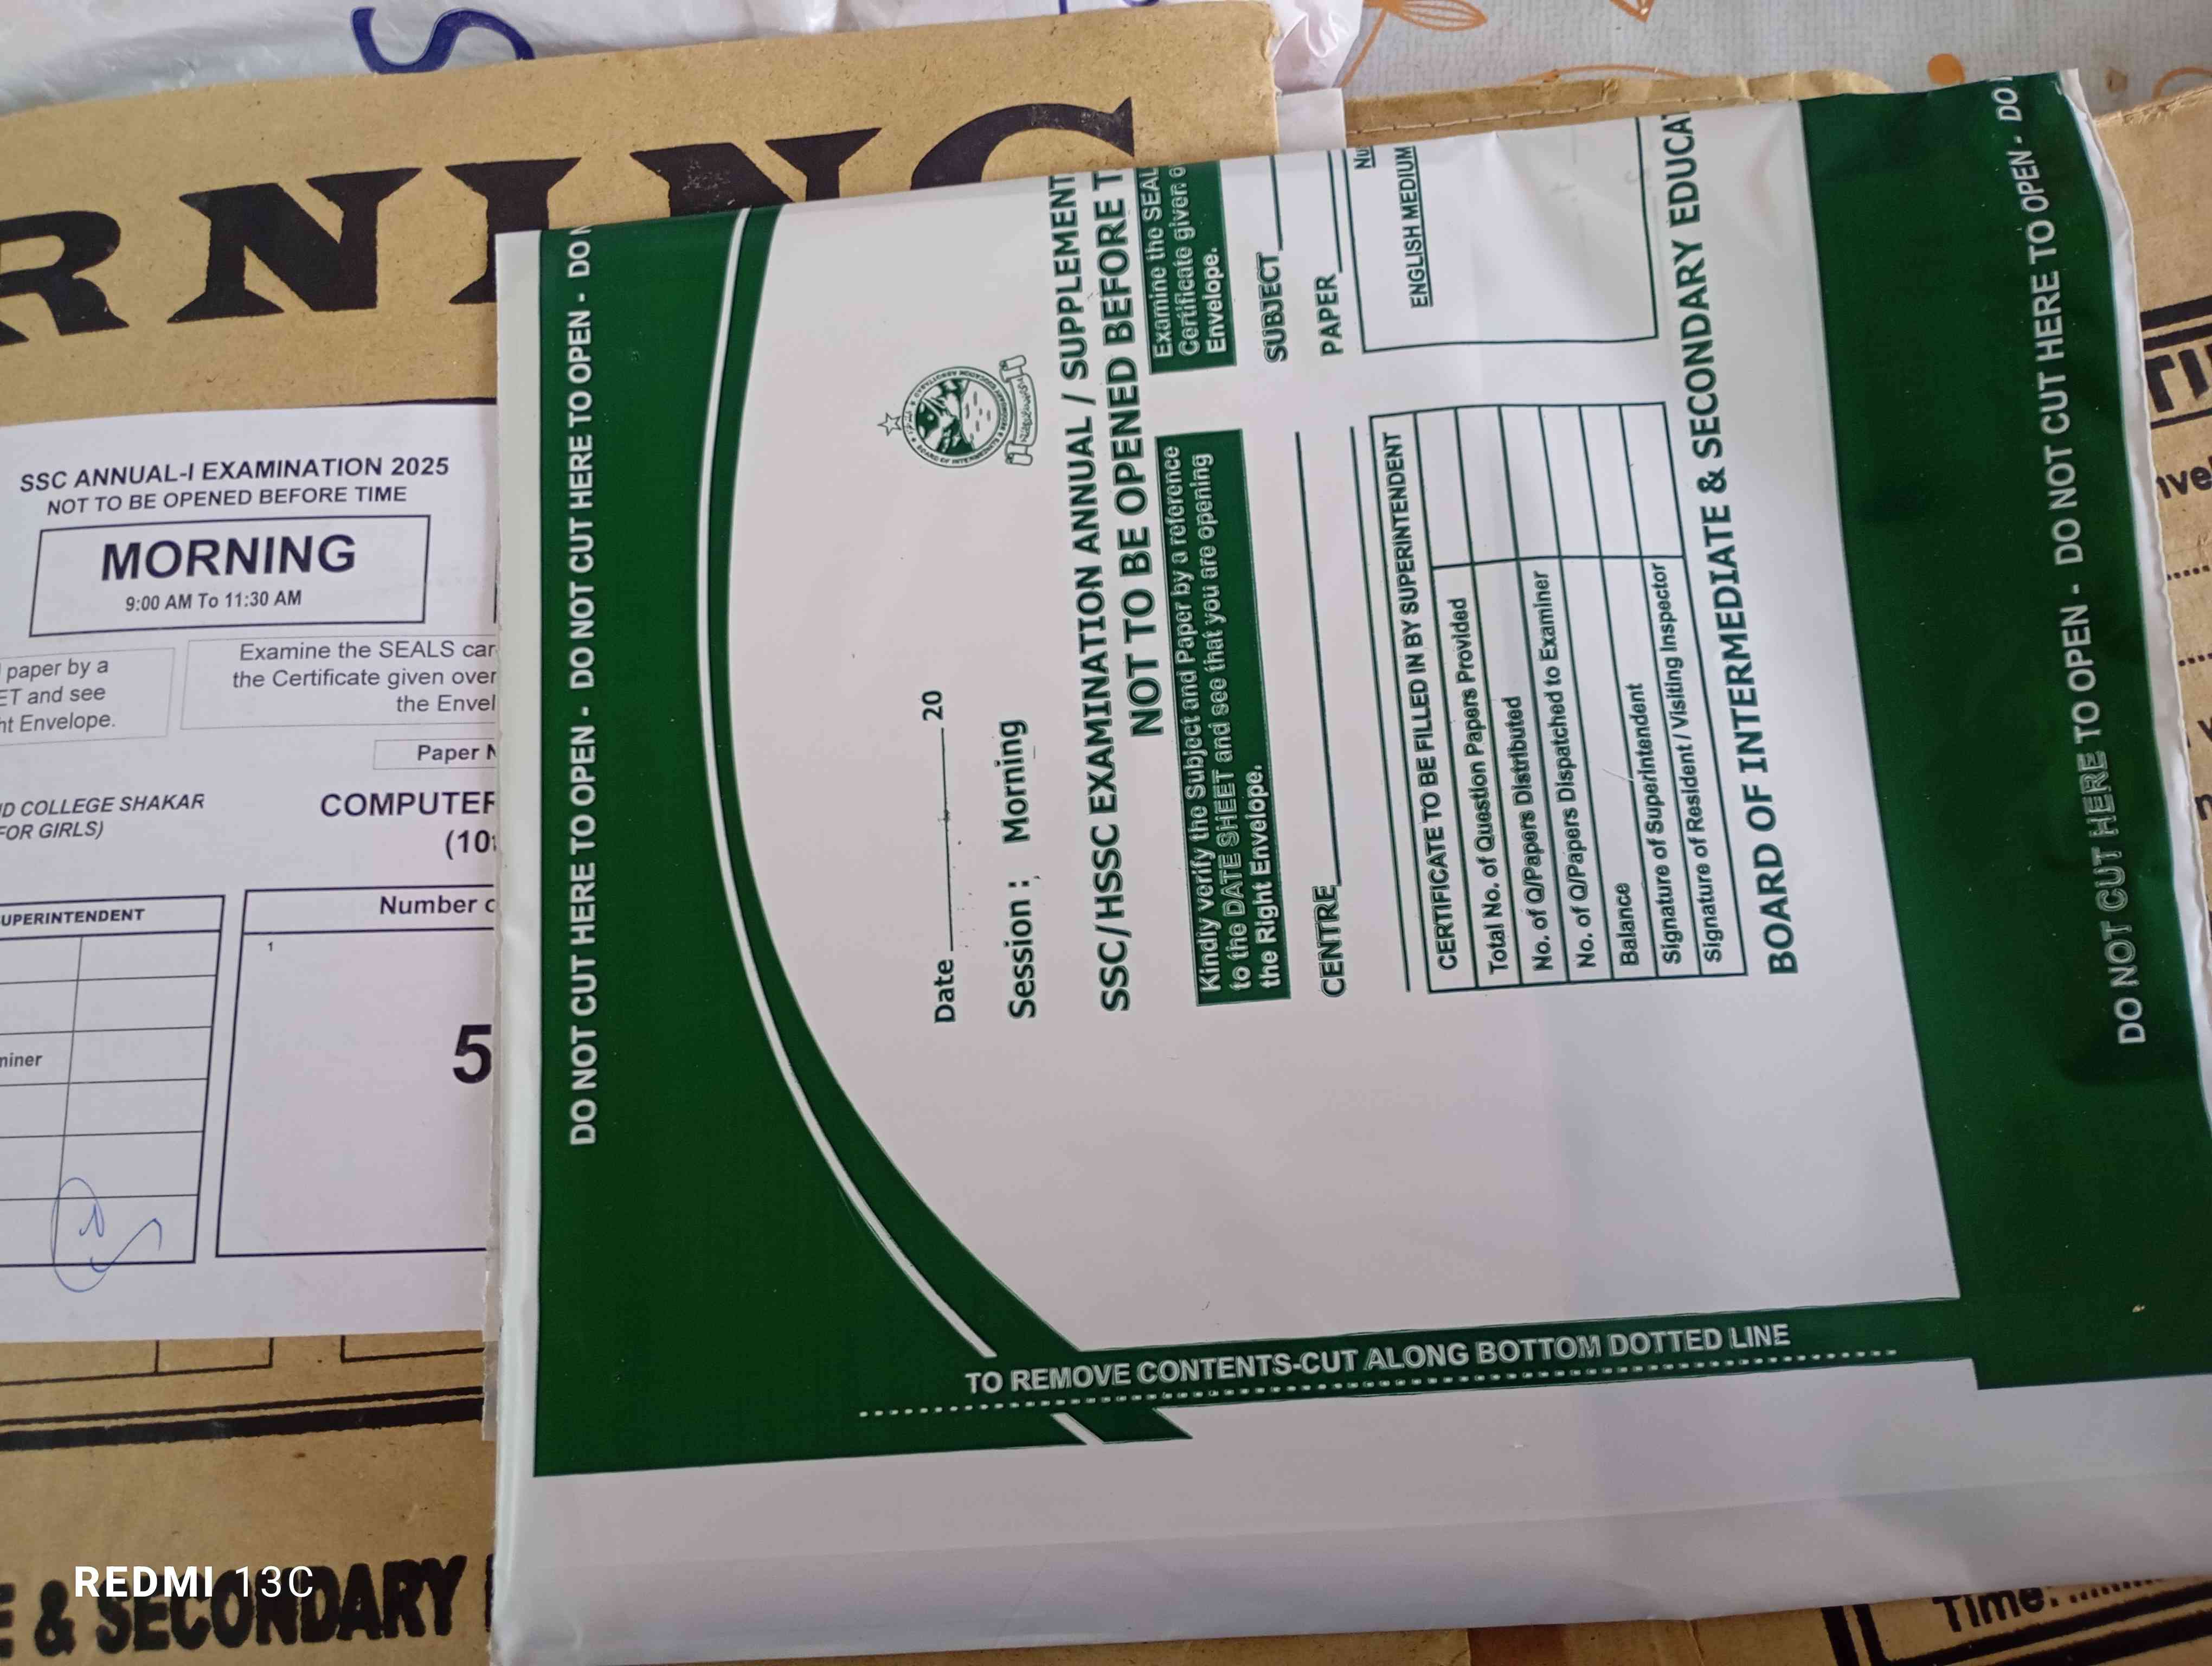 S
RNING
SSC ANNUAL-I EXAMINATION 2025
NOT TO BE OPENED BEFORE TIME
MORNING
9:00 AM To 11:30 AM
paper by a
ET and see
ht Envelope.
Examine the SEALS car
the Certificate given over
the Envel
Paper N
D COLLEGE SHAKAR
FOR GIRLS)
COMPUTER
(10
UPERINTENDENT
miner
Number o
1
5
E & SECONDARY
DO NOT CUT HERE TO OPEN - DO NOT CUT HERE TO OPEN - DO N
Date 20
Session : Morning
SSC/HSSC EXAMINATION ANNUAL / SUPPLEMENT
NOT TO BE OPENED BEFORE T
Kindly verify the Subject and Paper by a reference
to the DATE SHEET and see that you are opening
the Right Envelope.
Examine the SEAL
Certificate given o
Envelope.
CENTRE
SUBJECT
PAPER
Nu
ENGLISH MEDIUM
CERTIFICATE TO BE FILLED IN BY SUPERINTENDENT
Total No. of Question Papers Provided
No. of Q/Papers Distributed
No. of Q/Papers Dispatched to Examiner
Balance
Signature of Superintendent
Signature of Resident / Visiting Inspector
BOARD OF INTERMEDIATE & SECONDARY EDUCA
DO NOT CUT HERE TO OPEN - DO NOT CUT HERE TO OPEN - DO
TO REMOVE CONTENTS-CUT ALONG BOTTOM DOTTED LINE
Time:
REDMI 13C